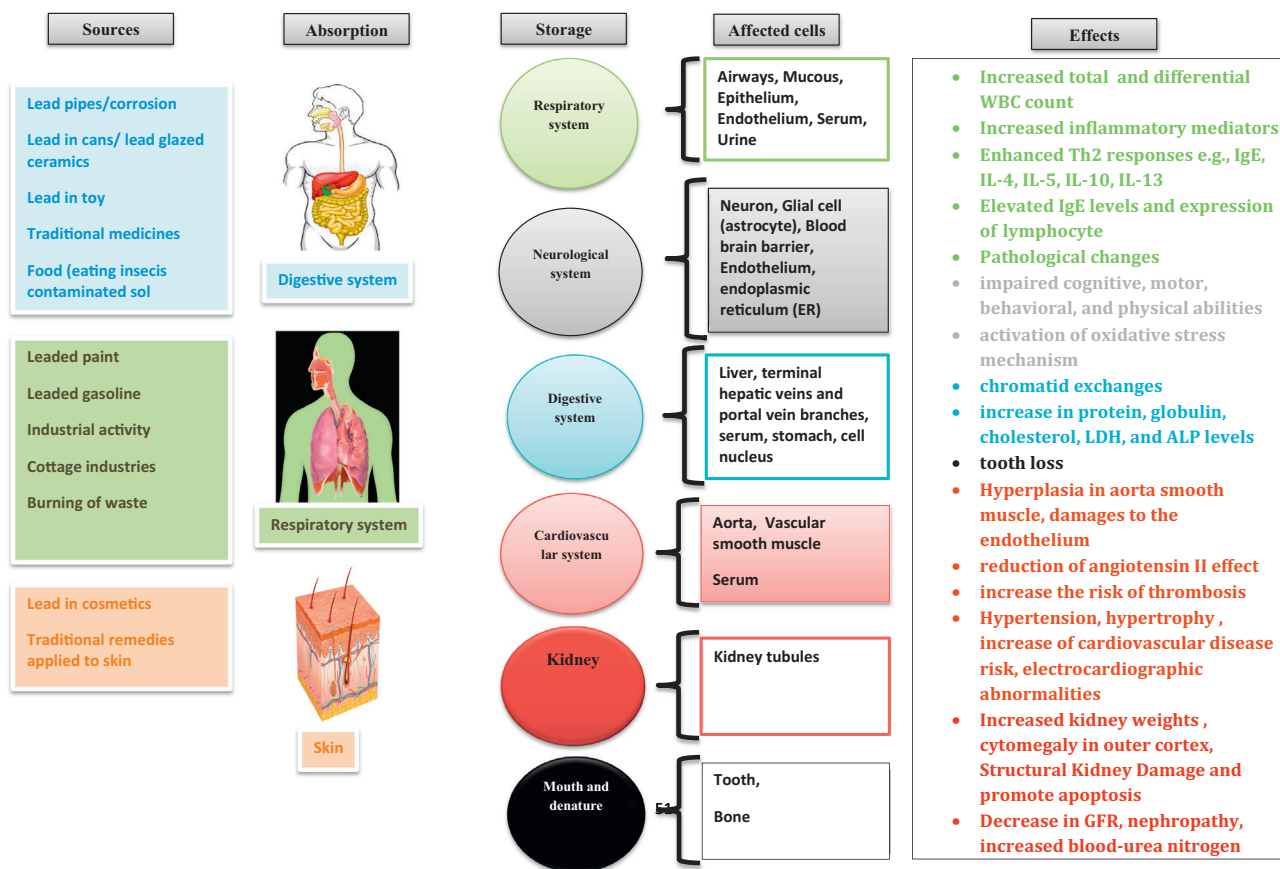 Sources
Absorption
Storage
Affected cells
Effects
Lead pipes/corrosion
Lead in cans/ lead glazed
ceramics
Lead in toy
Traditional medicines
Food (eating insecis
contaminated sol
Digestive system
Leaded paint
Leaded gasoline
Industrial activity
Cottage industries
Burning of waste
Respiratory system
Lead in cosmetics
Traditional remedies
applied to skin
Skin
Respiratory
system
Airways, Mucous,
Epithelium,
Endothelium, Serum,
Urine
Neurological
system
Neuron, Glial cell
(astrocyte), Blood
brain barrier,
Endothelium,
endoplasmic
reticulum (ER)
Digestive
system
Liver, terminal
hepatic veins and
portal vein branches,
serum, stomach, cell
nucleus
Cardiovascu
lar system
Aorta, Vascular
smooth muscle
Serum
Kidney
Kidney tubules
Mouth and
denature
51
Tooth,
Bone
• Increased total and differential
WBC count
• Increased inflammatory mediators
• Enhanced Th2 responses e.g., IgE,
IL-4, IL-5, IL-10, IL-13
• Elevated IgE levels and expression
of lymphocyte
• Pathological changes
• impaired cognitive, motor,
behavioral, and physical abilities
• activation of oxidative stress
mechanism
• chromatid exchanges
• increase in protein, globulin,
cholesterol, LDH, and ALP levels
• tooth loss
• Hyperplasia in aorta smooth
muscle, damages to the
endothelium
• reduction of angiotensin II effect
• increase the risk of thrombosis
• Hypertension, hypertrophy ,
increase of cardiovascular disease
risk, electrocardiographic
abnormalities
• Increased kidney weights ,
cytomegaly in outer cortex,
Structural Kidney Damage and
promote apoptosis
• Decrease in GFR, nephropathy,
increased blood-urea nitrogen